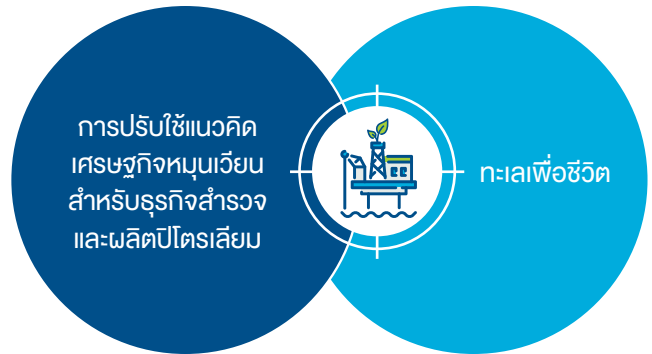 การปรับใช้แนวคิด
เศรษฐกิจหมุนเวียน
สำหรับธุรกิจสำรวจ
และผลิตปิโตรเลียม
ทะเลเพื่อชีวิต